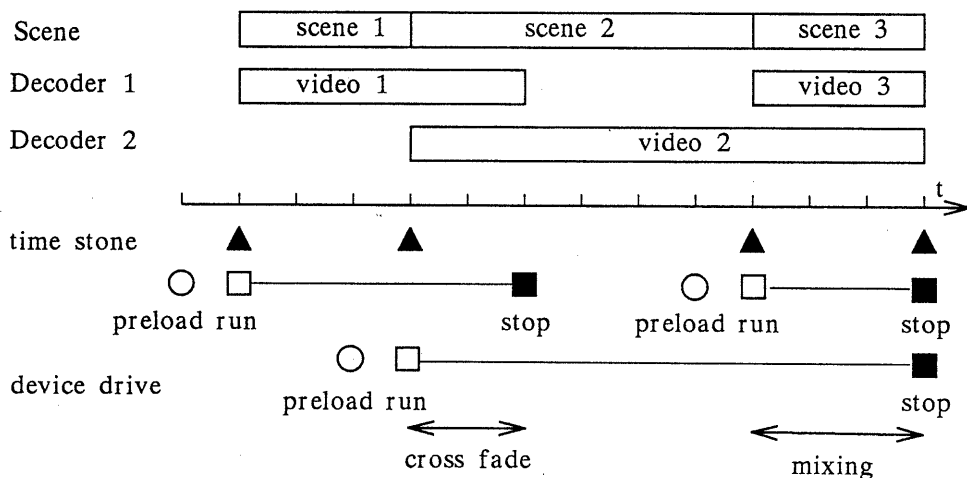 Scene scene 1 scene 2 scene 3
Decoder 1 video 1 video 3
Decoder 2 video 2
t
time stone
preload run stop preload run stop
device drive
preload run stop
cross fade mixing